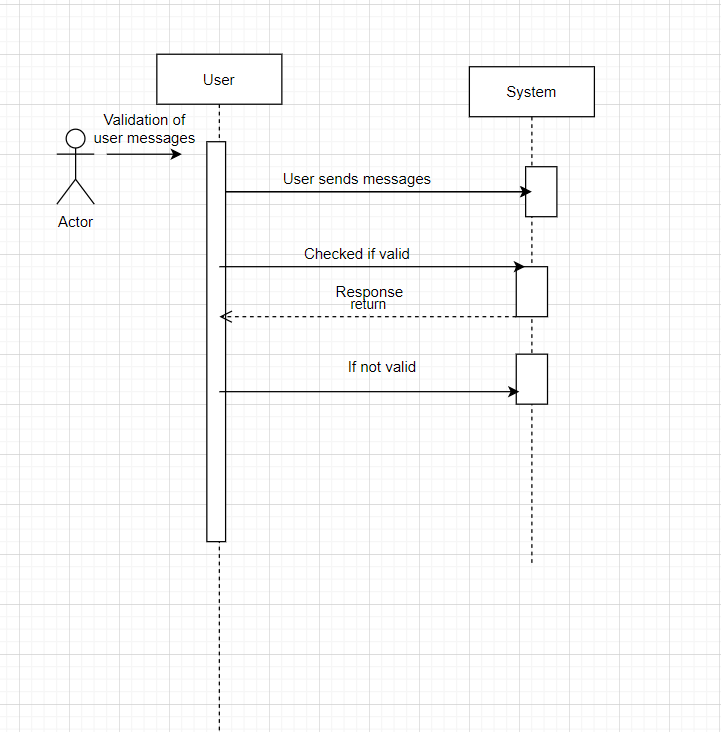 User
System
Validation of
user messages
Actor
User sends messages
Checked if valid
Response
return
If not valid